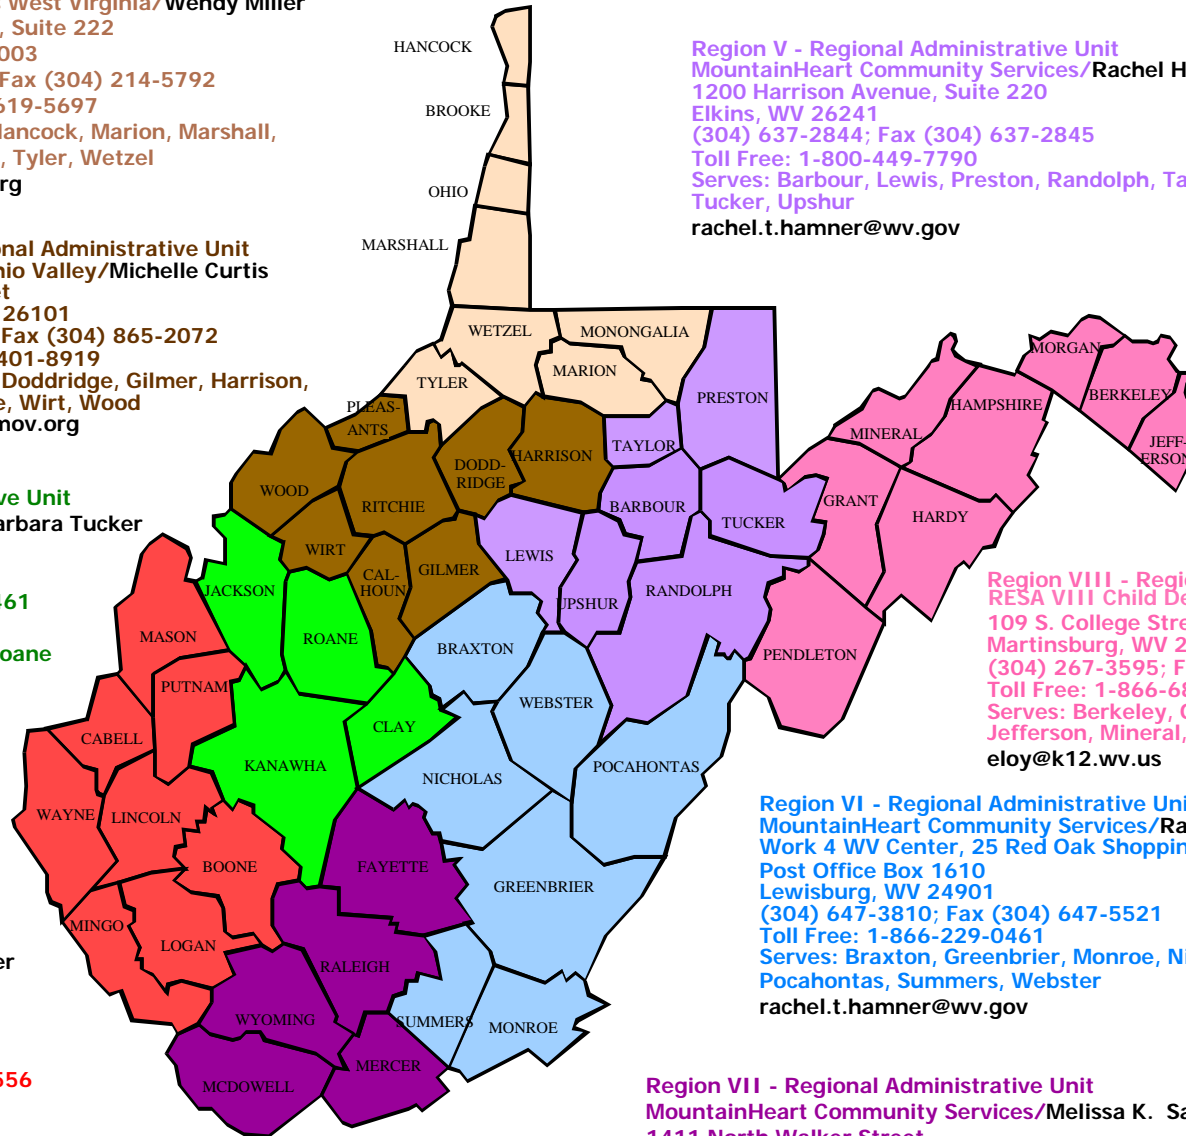 West Virginia/Wendy Miller
, Suite 222
003
Fax (304) 214-5792
619-5697
Hancock, Marion, Marshall,
, Tyler, Wetzel
rg
onal Administrative Unit
hio Valley/Michelle Curtis
et
26101
Fax (304) 865-2072
401-8919
Doddridge, Gilmer, Harrison,
e, Wirt, Wood
mov.org
ve Unit
arbara Tucker
461
oane
er
556
Region V - Regional Administrative Unit
MountainHeart Community Services/Rachel H
1200 Harrison Avenue, Suite 220
Elkins, WV 26241
(304) 637-2844; Fax (304) 637-2845
Toll Free: 1-800-449-7790
Serves: Barbour, Lewis, Preston, Randolph, Ta
Tucker, Upshur
rachel.t.hamner@wv.gov
HANCOCK
BROOKE
OHIO
MARSHALL
WETZEL
MONONGALIA
MARION
TYLER
PRESTON
MORGAN
BERKELEY
JEFF-
ERSON
HAMPSHIRE
MINERAL
GRANT
HARDY
PENDLETON
PLEAS-
ANTS
WOOD
RITCHIE
DODD-
RIDGE
HARRISON
TAYLOR
BARBOUR
TUCKER
WIRT
CAL-
HOUN
GILMER
LEWIS
UPSHUR
RANDOLPH
JACKSON
ROANE
MASON
PUTNAM
BRAXTON
WEBSTER
CLAY
CABELL
KANAWHA
NICHOLAS
POCAHONTAS
WAYNE
LINCOLN
BOONE
FAYETTE
GREENBRIER
MINGO
LOGAN
RALEIGH
WYOMING
SUMMERS
MONROE
MCDOWELL
MERCER
Region VIII - Regi
RESA VIII Child De
109 S. College Stre
Martinsburg, WV 2
(304) 267-3595; F
Toll Free: 1-866-68
Serves: Berkeley, G
Jefferson, Mineral,
eloy@k12.wv.us
Region VI - Regional Administrative Uni
MountainHeart Community Services/Ra
Work 4 WV Center, 25 Red Oak Shoppin
Post Office Box 1610
Lewisburg, WV 24901
(304) 647-3810; Fax (304) 647-5521
Toll Free: 1-866-229-0461
Serves: Braxton, Greenbrier, Monroe, Ni
Pocahontas, Summers, Webster
rachel.t.hamner@wv.gov
Region VII - Regional Administrative Unit
MountainHeart Community Services/Melissa K. Sa
1411 North Walker Street